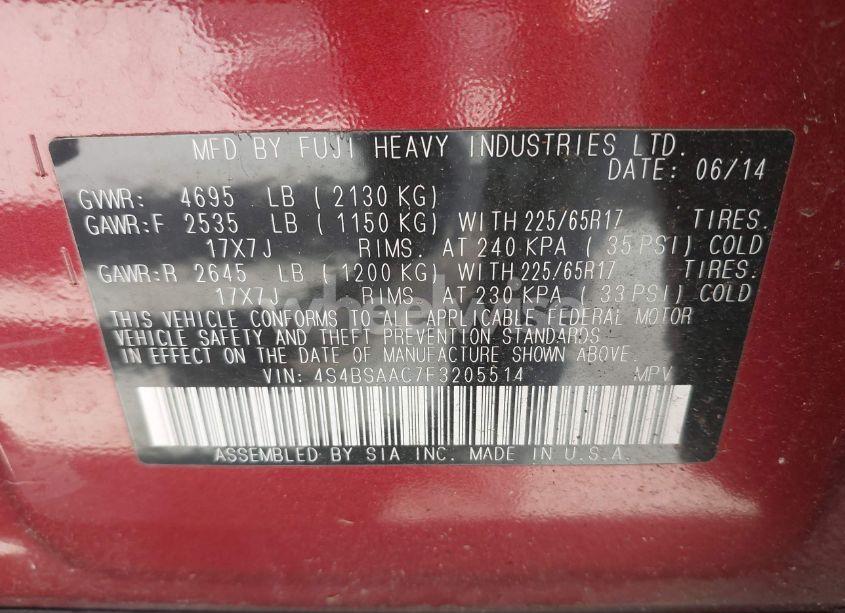 MFD BY FUJI HEAVY INDUSTRIES LTD.
DATE: 06/14
GVWR: 4695 LB ( 2130 KG)
GAWR:F 2535 LB ( 1150 KG) WITH 225/65R17 TIRES.
17X7J RIMS. AT 240 KPA ( 35 PSI) COLD
GAWR:R 2645 LB ( 1200 KG) WITH 225/65R17 TIRES.
17X7J RIMS. AT 230 KPA ( 33 PSI) COLD
wheelwise
THIS VEHICLE CONFORMS TO ALL APPLICABLE FEDERAL MOTOR
VEHICLE SAFETY AND THEFT PREVENTION STANDARDS
IN EFFECT ON THE DATE OF MANUFACTURE SHOWN ABOVE.
VIN: 4S4BSAAC7F3205514 MPV
ASSEMBLED BY SIA INC. MADE IN U.S.A.